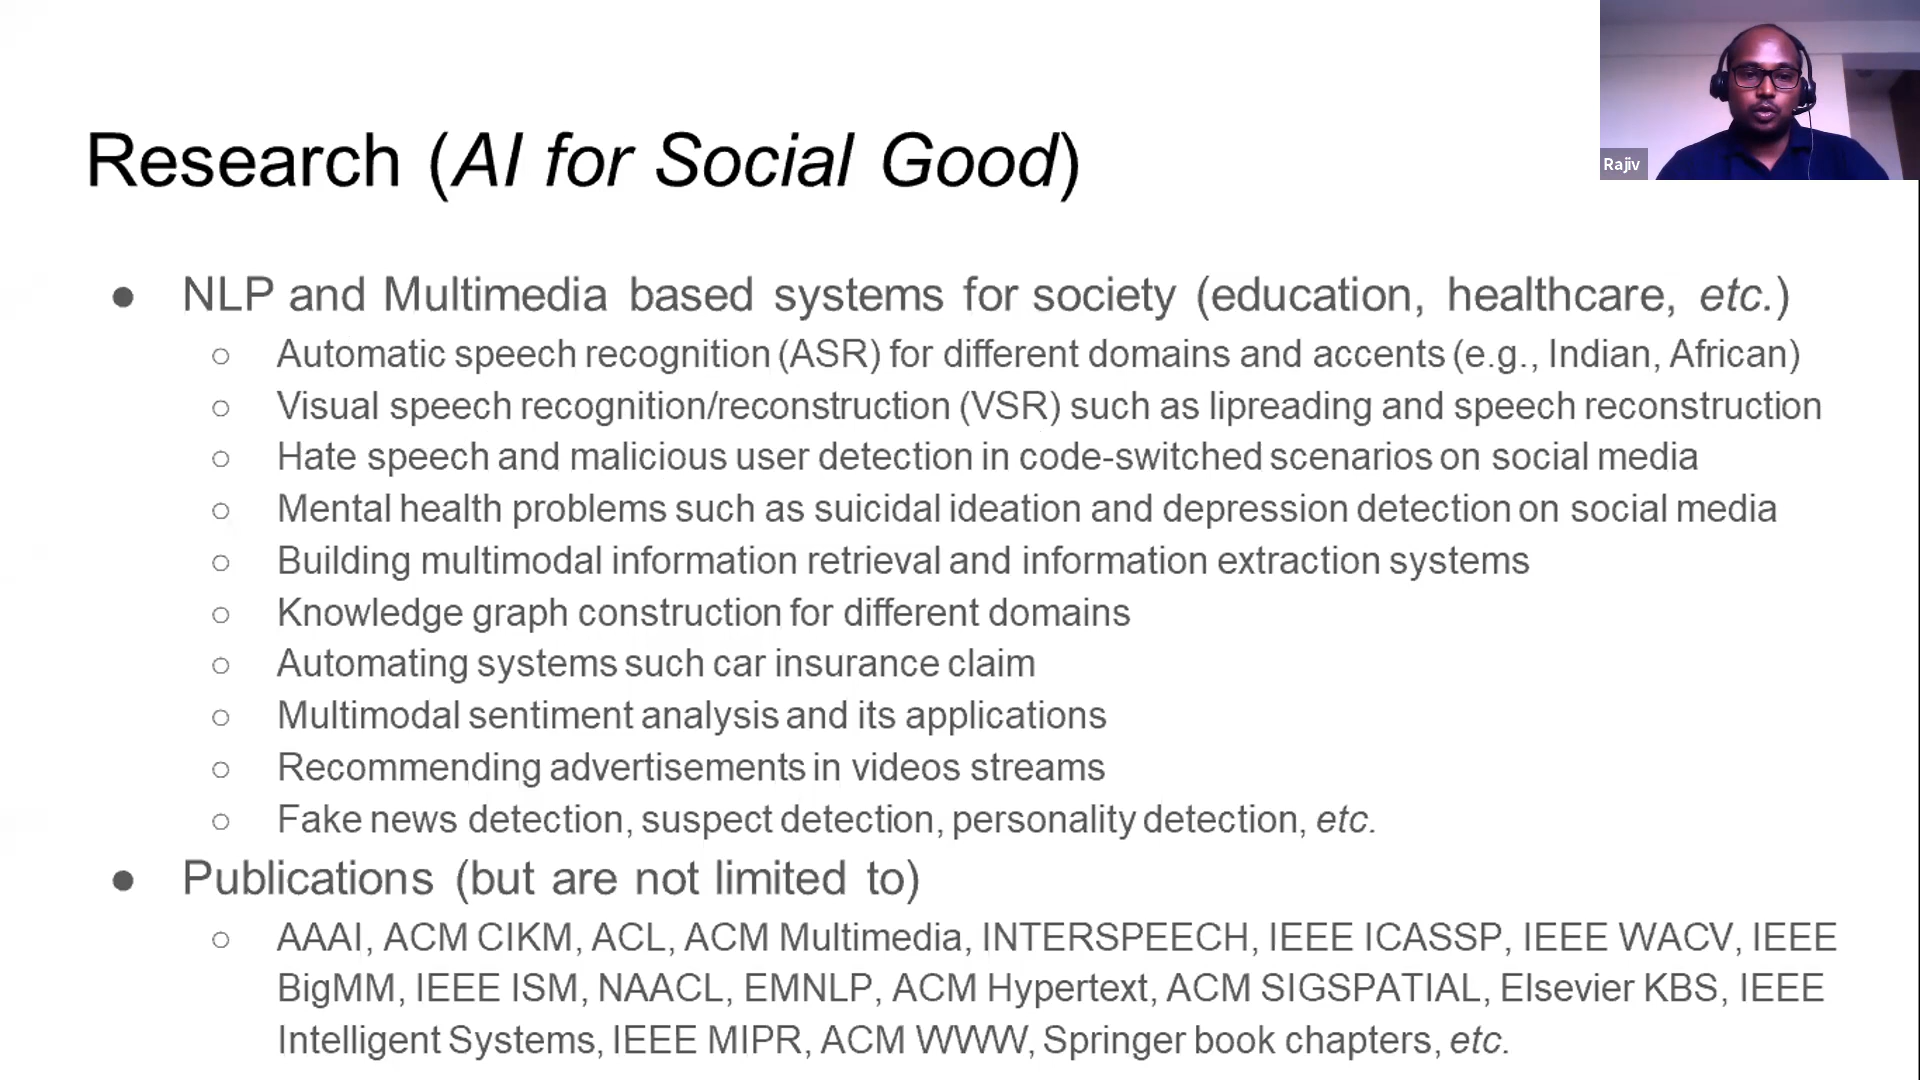 Rajiv
Research (AI for Social Good)
● NLP and Multimedia based systems for society (education, healthcare, etc.)
○ Automatic speech recognition (ASR) for different domains and accents (e.g., Indian, African)
○ Visual speech recognition/reconstruction (VSR) such as lipreading and speech reconstruction
○ Hate speech and malicious user detection in code-switched scenarios on social media
○ Mental health problems such as suicidal ideation and depression detection on social media
○ Building multimodal information retrieval and information extraction systems
○ Knowledge graph construction for different domains
○ Automating systems such car insurance claim
○ Multimodal sentiment analysis and its applications
○ Recommending advertisements in videos streams
○ Fake news detection, suspect detection, personality detection, etc.
● Publications (but are not limited to)
○ AAAI, ACM CIKM, ACL, ACM Multimedia, INTERSPEECH, IEEE ICASSP, IEEE WACV, IEEE
BigMM, IEEE ISM, NAACL, EMNLP, ACM Hypertext, ACM SIGSPATIAL, Elsevier KBS, IEEE
Intelligent Systems, IEEE MIPR, ACM WWW, Springer book chapters, etc.